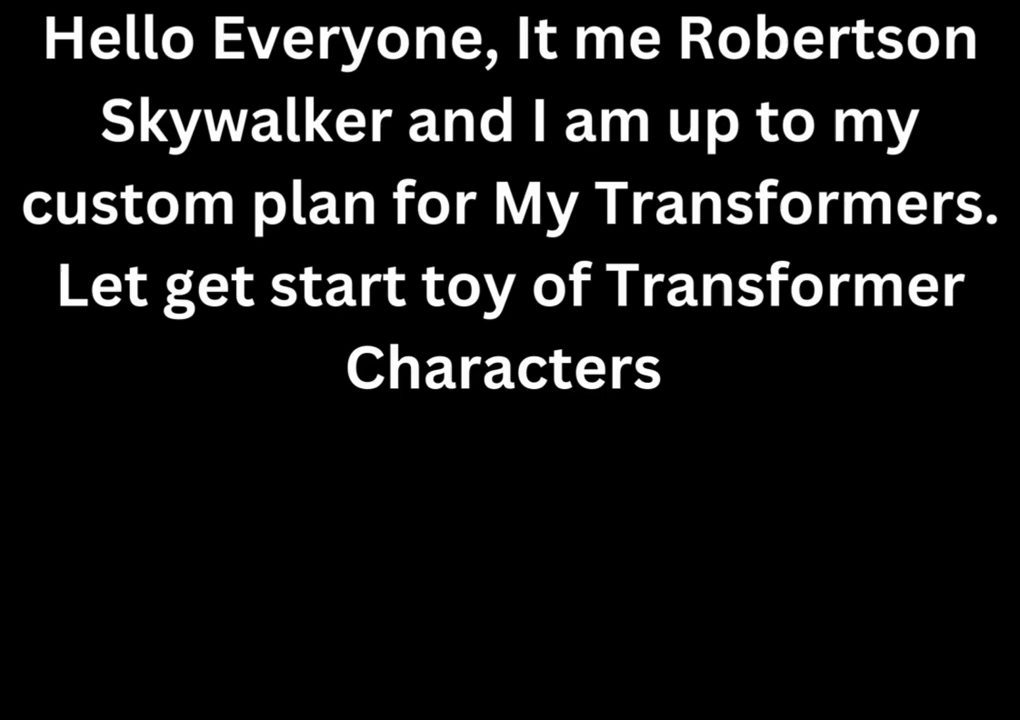 Hello Everyone, It me Robertson
Skywalker and I am up to my
custom plan for My Transformers.
Let get start toy of Transformer
Characters